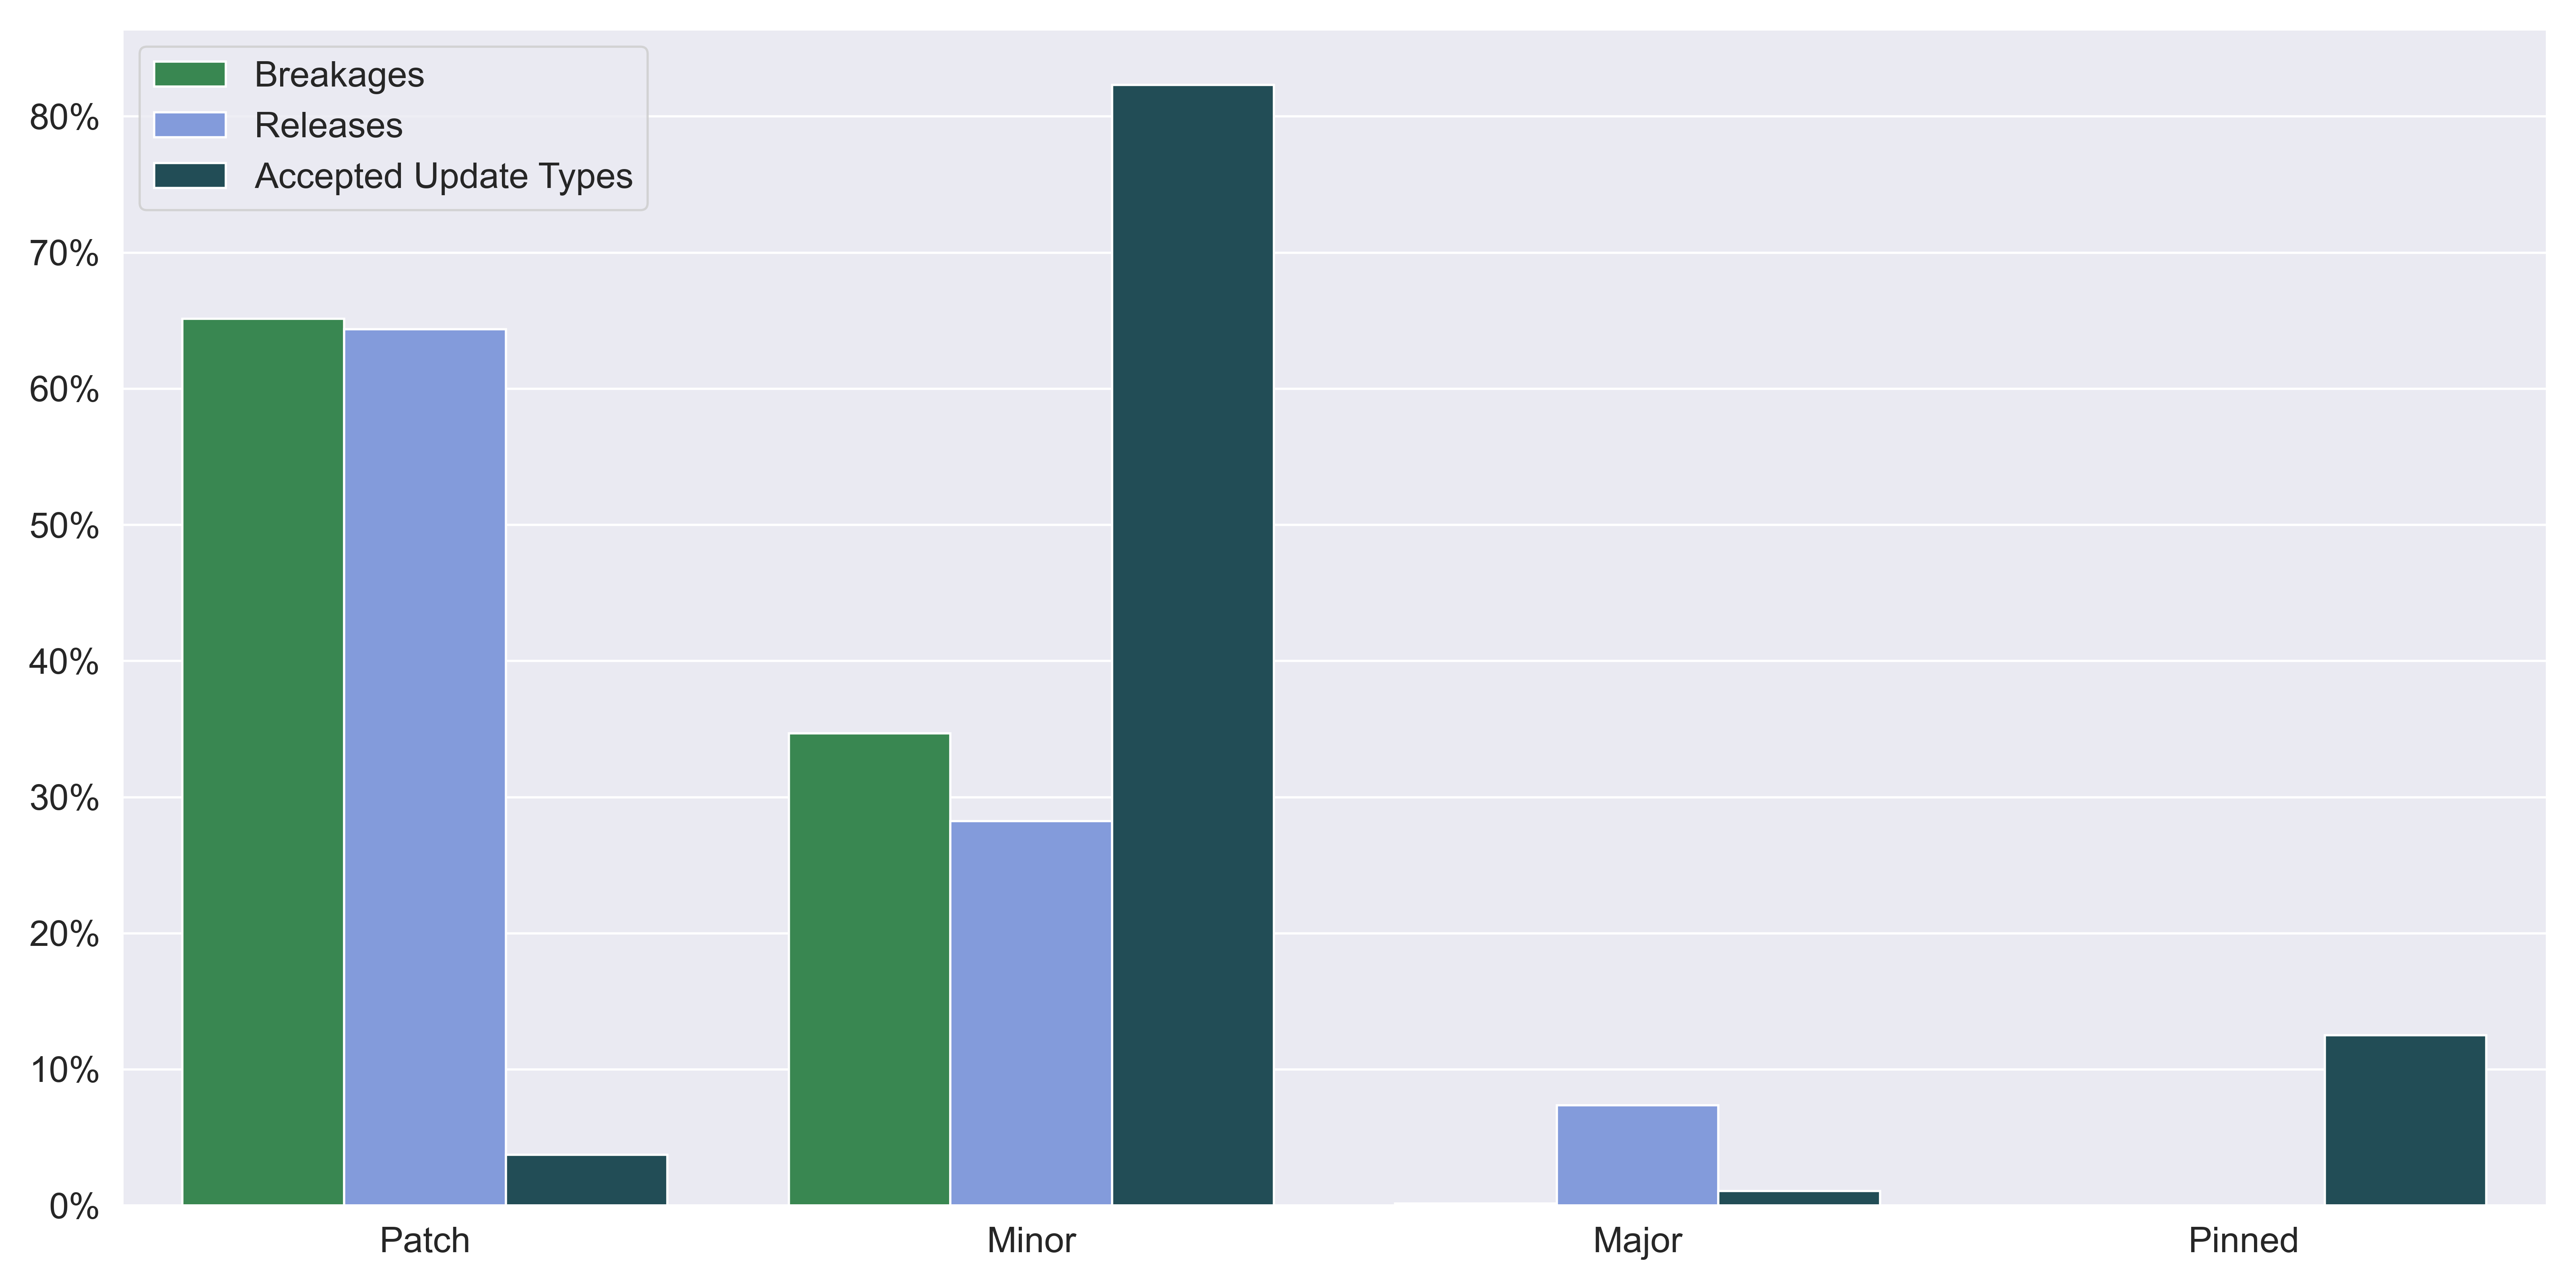 Breakages
Releases
Accepted Update Types
80%
70%
60%
50%
40%
30%
20%
10%
0%
Patch Minor Major Pinned